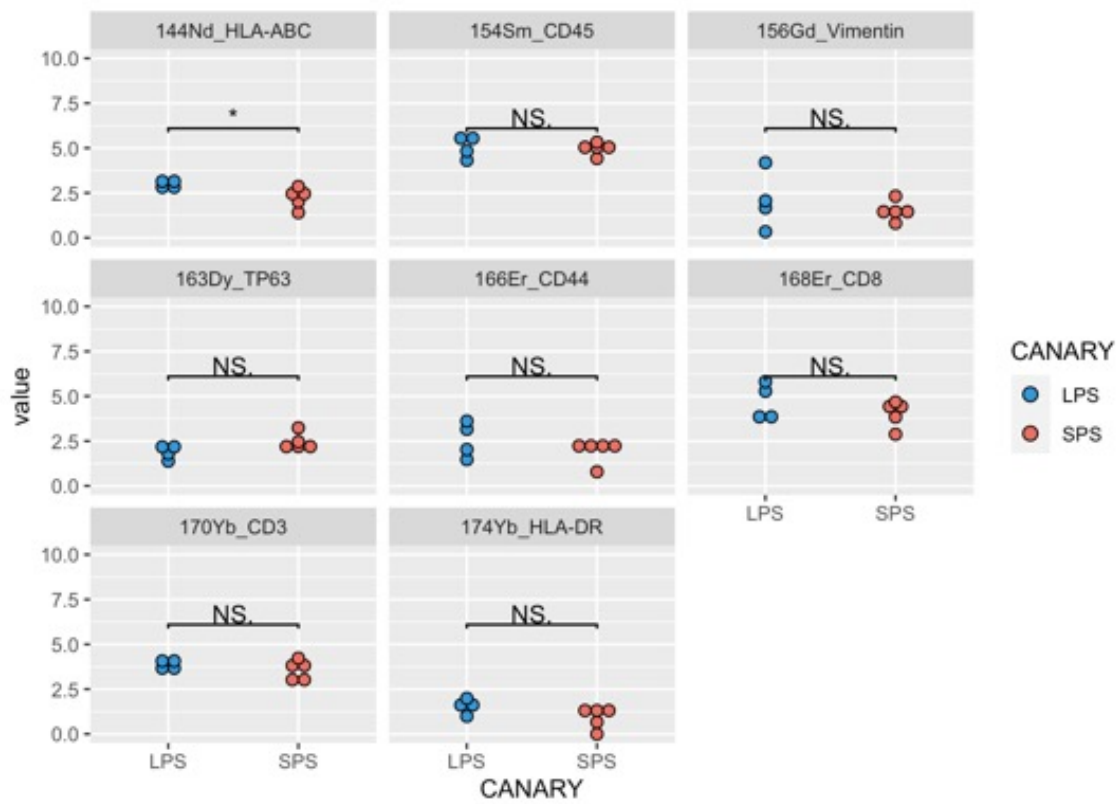 144Nd_HLA-ABC 154Sm_CD45 156Gd_Vimentin
10.0
7.5
* NS. NS.
5.0
2.5
0.0
163Dy_TP63 166Er_CD44 168Er_CD8
10.0
7.5
NS. NS. NS.
5.0
2.5
0.0
LPS SPS
170Yb_CD3 174Yb_HLA-DR
10.0
7.5
NS. NS.
5.0
2.5
0.0
LPS SPS LPS SPS
CANARY
value
CANARY
LPS
SPS